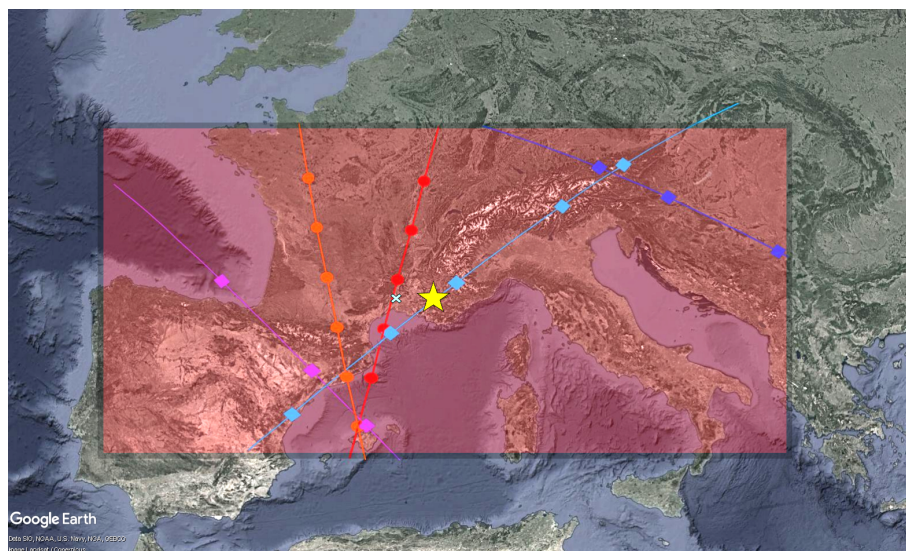 Google Earth
Data SIO, NOAA, U.S. Navy, NGA, GEBCO
Image Landsat / Copernicus